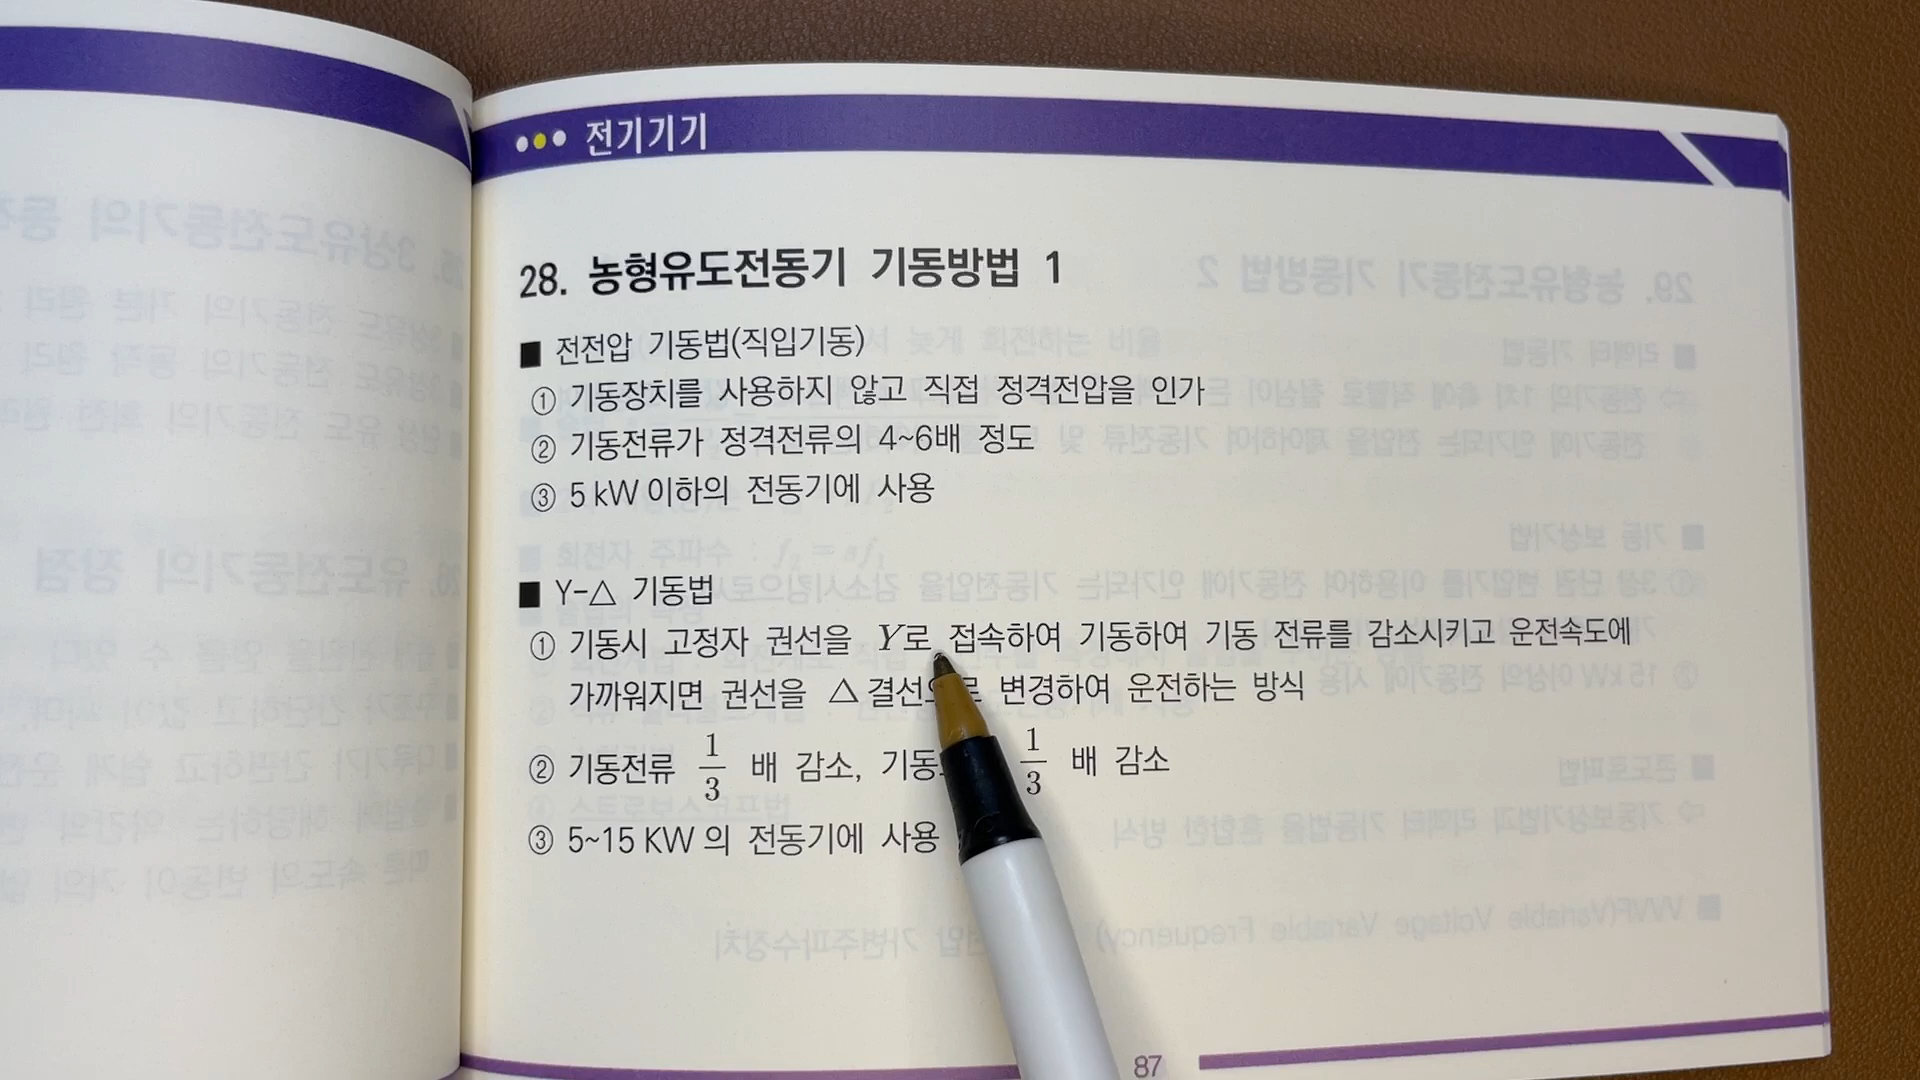 전기기기
28. 농형유도전동기 기동방법 1
■ 전전압 기동법(직입기동)
① 기동장치를 사용하지 않고 직접 정격전압을 인가
② 기동전류가 정격전류의 4~6배 정도
③ 5kW이하의 전동기에 사용
■ Y-△ 기동법
① 기동시 고정자 권선을 Y로 접속하여 기동하여 기동 전류를 감소시키고 운전속도에
가까워지면 권선을 △결선으로 변경하여 운전하는 방식
② 기동전류 1/3 배 감소, 1/3 배 감소
③ 5~15KW의 전동기에 사용
87